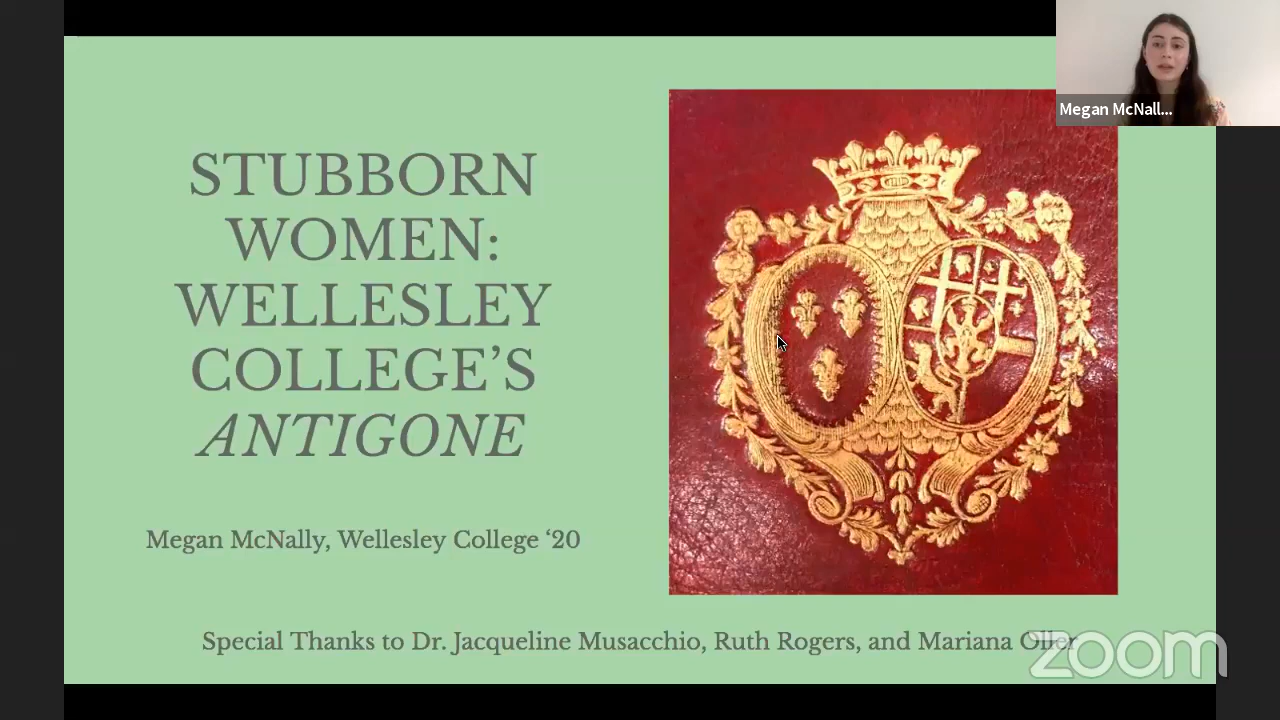 Megan McNall...
STUBBORN
WOMEN:
WELLESLEY
COLLEGE’S
ANTIGONE
Megan McNally, Wellesley College ‘20
Special Thanks to Dr. Jacqueline Musacchio, Ruth Rogers, and Mariana Oller
zoom